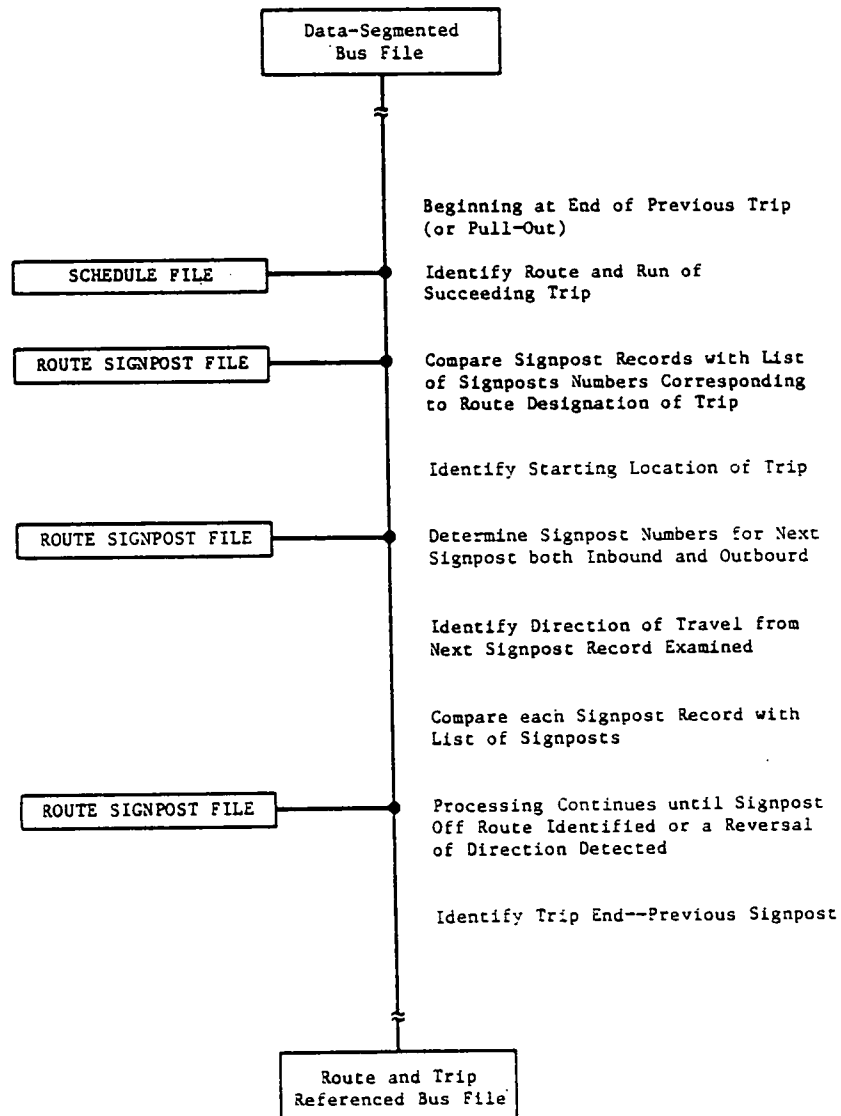 Data-Segmented
Bus File
Beginning at End of Previous Trip
(or Pull-Out)
SCHEDULE FILE
Identify Route and Run of
Succeeding Trip
ROUTE SIGNPOST FILE
Compare Signpost Records with List
of Signposts Numbers Corresponding
to Route Designation of Trip
Identify Starting Location of Trip
ROUTE SIGNPOST FILE
Determine Signpost Numbers for Next
Signpost both Inbound and Outbourd
Identify Direction of Travel from
Next Signpost Record Examined
Compare each Signpost Record with
List of Signposts
ROUTE SIGNPOST FILE
Processing Continues until Signpost
Off Route Identified or a Reversal
of Direction Detected
Identify Trip End--Previous Signpost
Route and Trip
Referenced Bus File